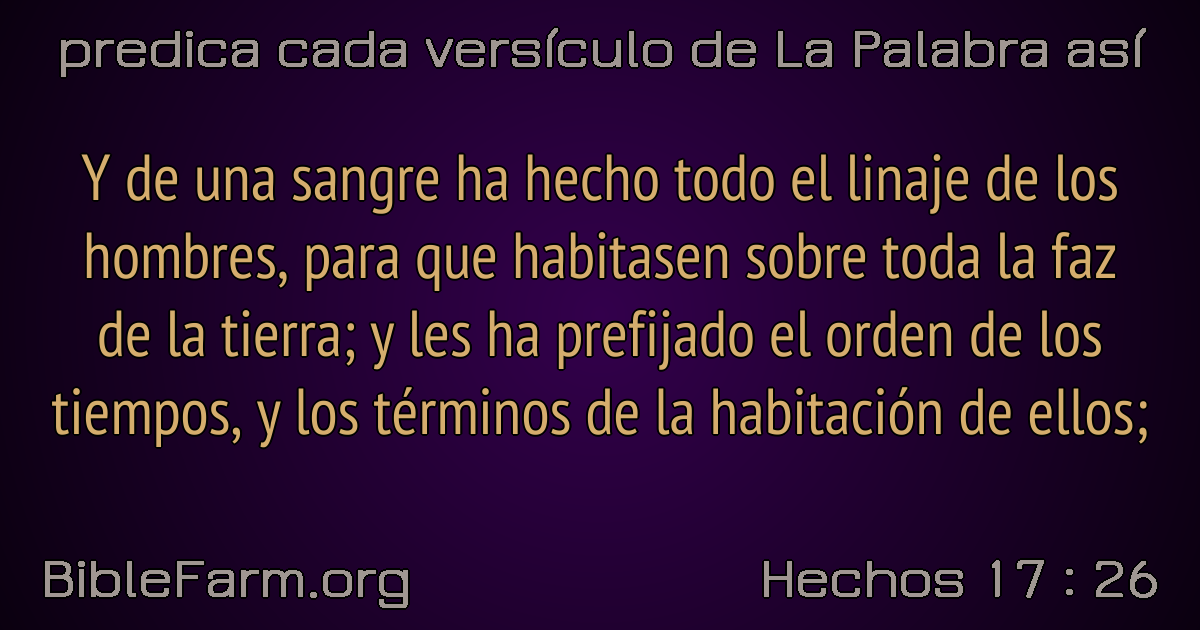 predica cada versículo de La Palabra así
Y de una sangre ha hecho todo el linaje de los
hombres, para que habitasen sobre toda la faz
de la tierra; y les ha prefijado el orden de los
tiempos, y los términos de la habitación de ellos;
BibleFarm.org
Hechos 17 : 26